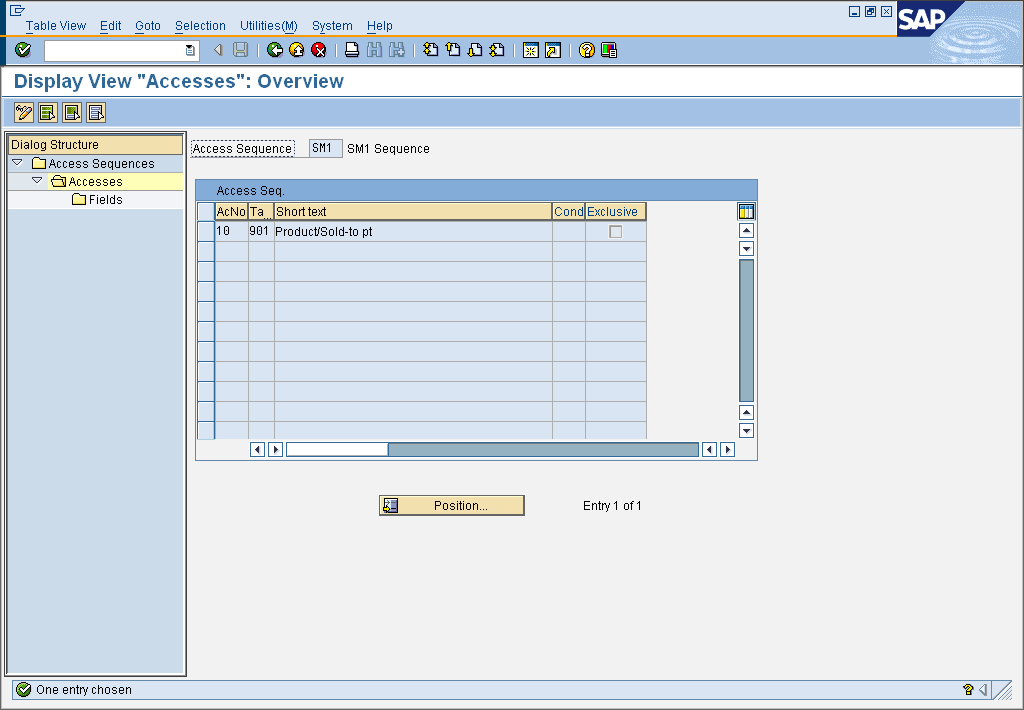 Table View Edit Goto Selection Utilities(M) System Help
SAP
Display View "Accesses": Overview
Dialog Structure
Access Sequences
Accesses
Fields
Access Sequence SM1 SM1 Sequence
Access Seq.
AcNo Ta... Short text Cond Exclusive
10 901 Product/Sold-to pt
Position... Entry 1 of 1
One entry chosen